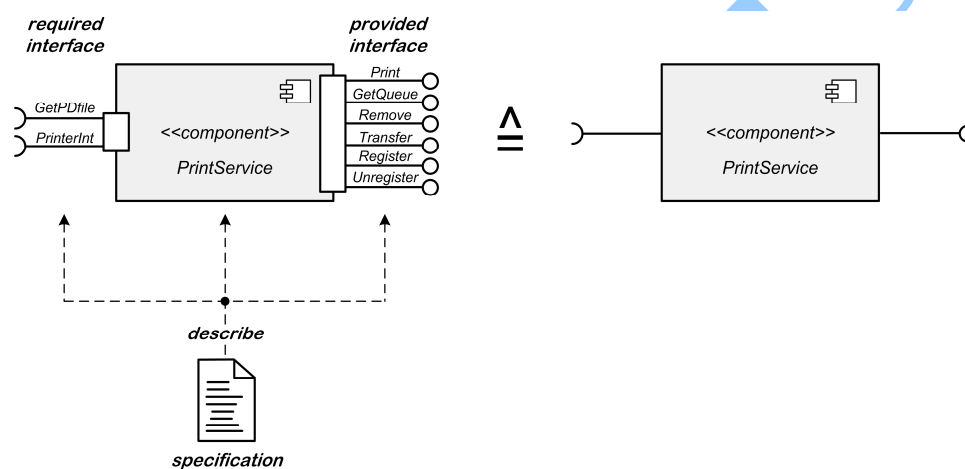 required
interface
provided
interface
GetPDfile
PrinterInt
<<component>>
PrintService
Print
GetQueue
Remove
Transfer
Register
Unregister
≙
<<component>>
PrintService
describe
specification